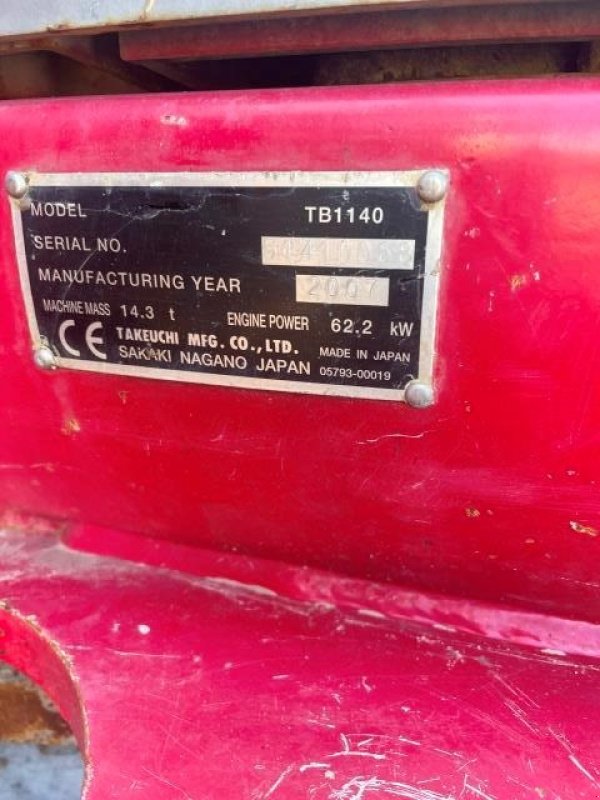 MODEL TB1140
SERIAL NO.
MANUFACTURING YEAR 2007
MACHINE MASS 14.3 t ENGINE POWER 62.2 kW
CE TAKEUCHI MFG. CO., LTD. MADE IN JAPAN
SAKAKI NAGANO JAPAN 05793-00019